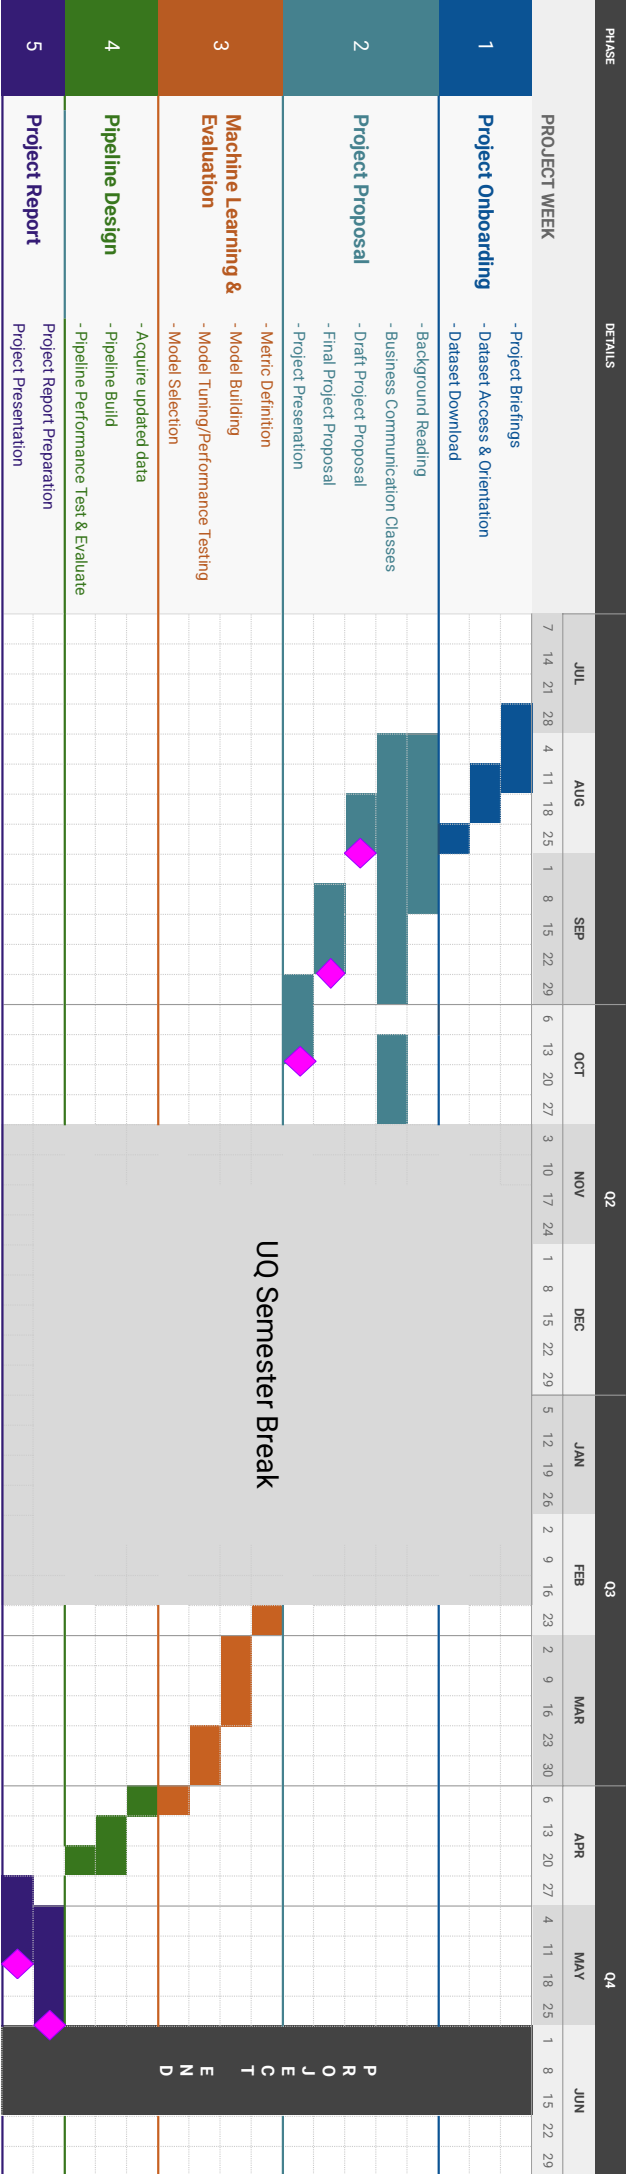 PHASE DETAILS Q2 Q3 Q4
JUL AUG SEP OCT NOV DEC JAN FEB MAR APR MAY JUN
PROJECT WEEK 7 14 21 28 4 11 18 25 1 8 15 22 29 6 13 20 27 3 10 17 24 1 8 15 22 29 5 12 19 26 2 9 16 23 2 9 16 23 30 6 13 20 27 4 11 18 25 1 8 15 22 29
1
Project Onboarding
- Project Briefings
- Dataset Access & Orientation
- Dataset Download
2
Project Proposal
- Background Reading
- Business Communication Classes
- Draft Project Proposal
- Final Project Proposal
- Project Presenation
3
Machine Learning &
Evaluation
- Metric Definition
- Model Building
- Model Tuning/Performance Testing
- Model Selection
4
Pipeline Design
- Acquire updated data
- Pipeline Build
- Pipeline Performance Test & Evaluate
5
Project Report
Project Report Preparation
Project Presentation
UQ Semester Break
PROJECT END